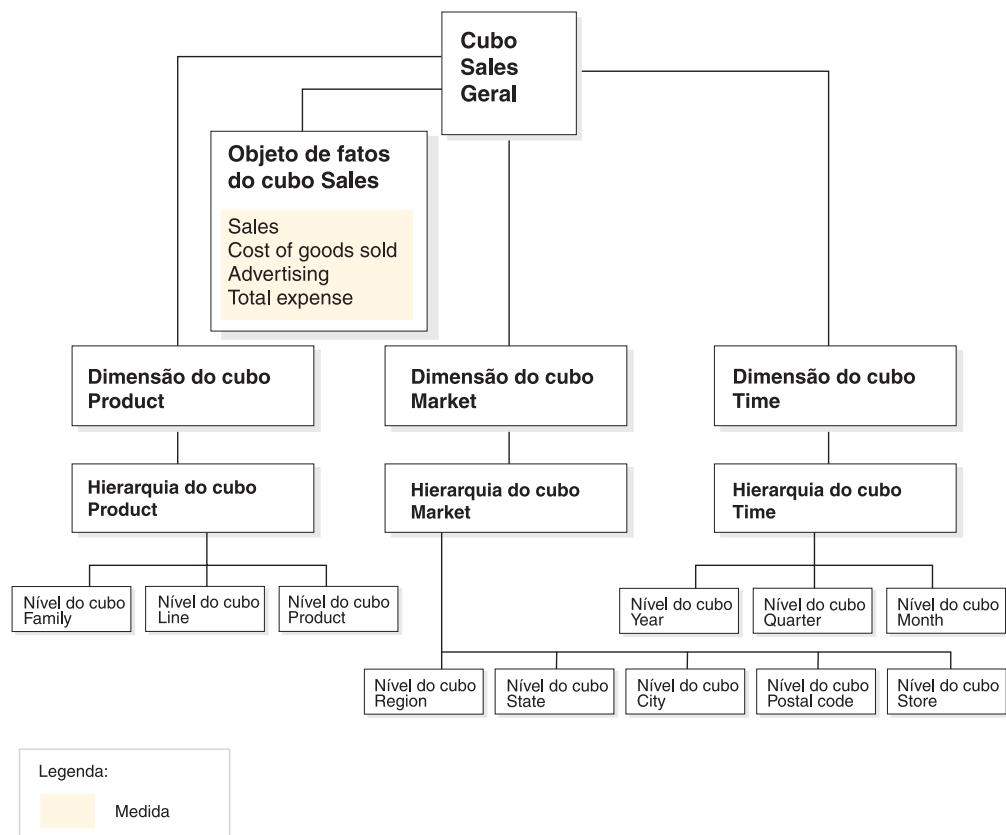 Cubo
Sales
Geral
Objeto de fatos
do cubo Sales
Sales
Cost of goods sold
Advertising
Total expense
Dimensão do cubo
Product
Dimensão do cubo
Market
Dimensão do cubo
Time
Hierarquia do cubo
Product
Hierarquia do cubo
Market
Hierarquia do cubo
Time
Nível do cubo
Family
Nível do cubo
Line
Nível do cubo
Product
Nível do cubo
Year
Nível do cubo
Quarter
Nível do cubo
Month
Nível do cubo
Region
Nível do cubo
State
Nível do cubo
City
Nível do cubo
Postal code
Nível do cubo
Store
Legenda:
Medida